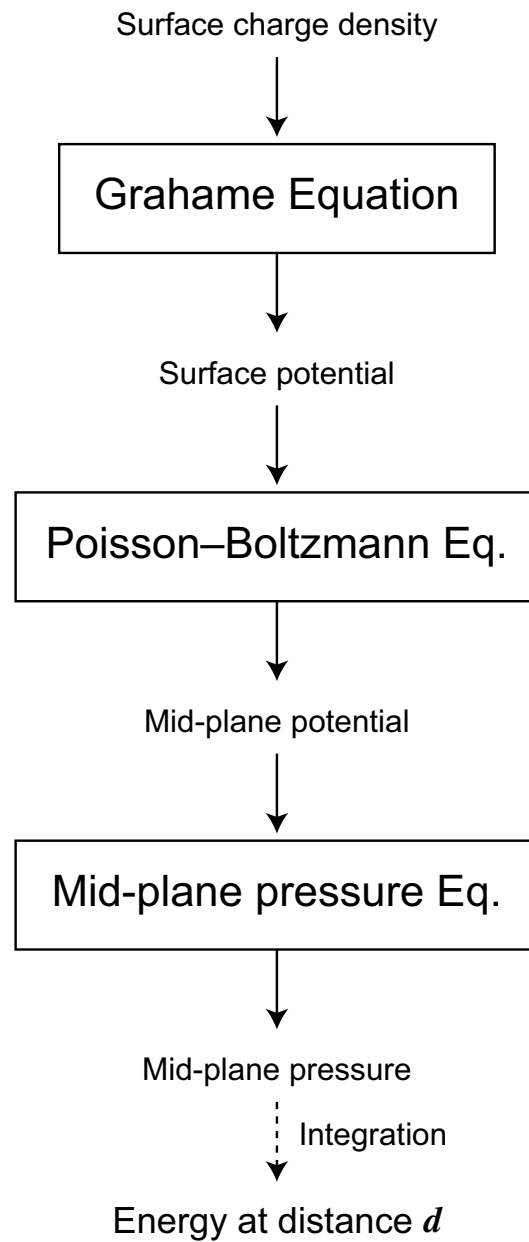 Surface charge density
Grahame Equation
Surface potential
Poisson–Boltzmann Eq.
Mid-plane potential
Mid-plane pressure Eq.
Mid-plane pressure
Integration
Energy at distance d